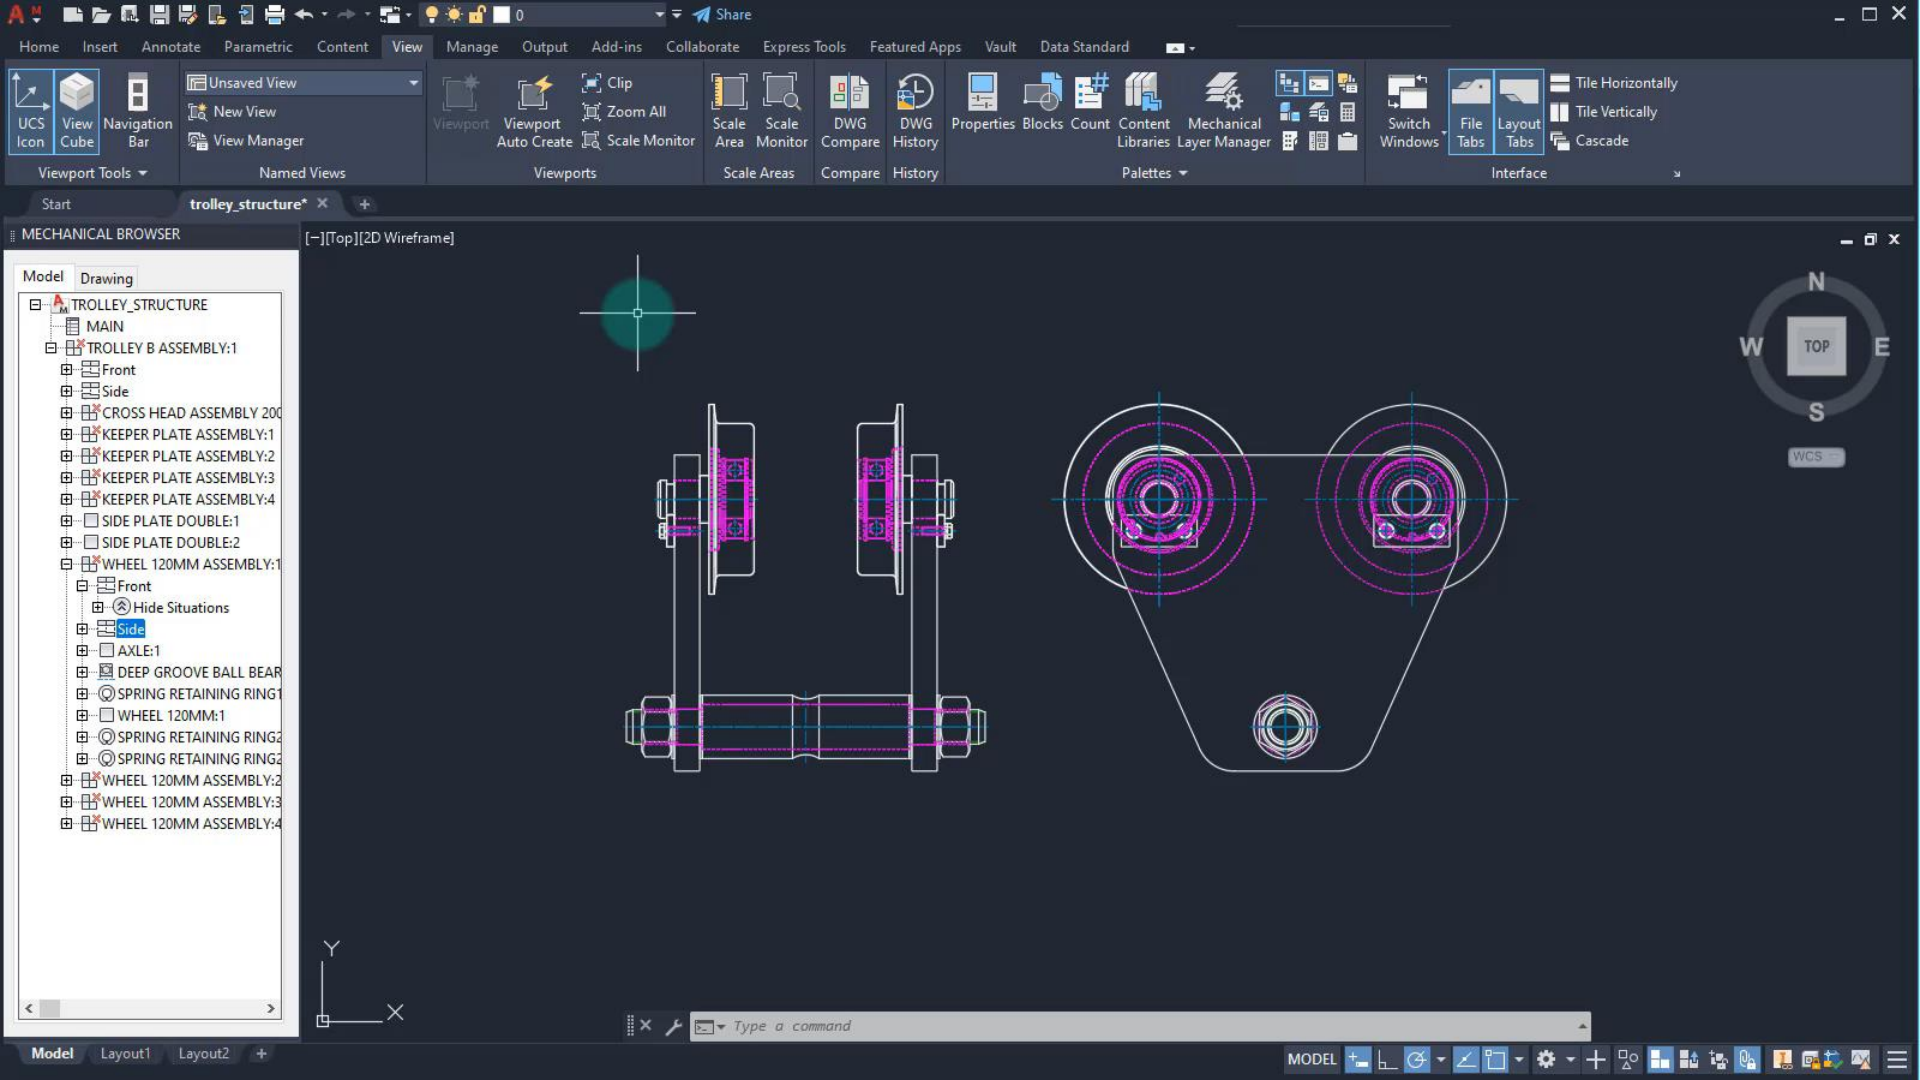 0
Share
Home Insert Annotate Parametric Content View Manage Output Add-ins Collaborate Express Tools Featured Apps Vault Data Standard
UCS Icon
View Cube
Navigation Bar
Viewport Tools
Unsaved View
New View
View Manager
Named Views
Viewport
Viewport Auto Create
Clip
Zoom All
Scale Monitor
Viewports
Scale Area
Scale Monitor
Scale Areas
DWG Compare
Compare
DWG History
History
Properties
Blocks
Count
Content Libraries
Mechanical Layer Manager
Palettes
Switch Windows
File Tabs
Layout Tabs
Tile Horizontally
Tile Vertically
Cascade
Interface
Start
trolley_structure*
MECHANICAL BROWSER
[−][Top][2D Wireframe]
Model Drawing
TROLLEY_STRUCTURE
MAIN
TROLLEY B ASSEMBLY:1
Front
Side
CROSS HEAD ASSEMBLY 200
KEEPER PLATE ASSEMBLY:1
KEEPER PLATE ASSEMBLY:2
KEEPER PLATE ASSEMBLY:3
KEEPER PLATE ASSEMBLY:4
SIDE PLATE DOUBLE:1
SIDE PLATE DOUBLE:2
WHEEL 120MM ASSEMBLY:1
Front
Hide Situations
Side
AXLE:1
DEEP GROOVE BALL BEAR
SPRING RETAINING RING1
WHEEL 120MM:1
SPRING RETAINING RING2
SPRING RETAINING RING2
WHEEL 120MM ASSEMBLY:2
WHEEL 120MM ASSEMBLY:3
WHEEL 120MM ASSEMBLY:4
N
W TOP E
S
WCS
Y
X
Type a command
Model Layout1 Layout2
MODEL